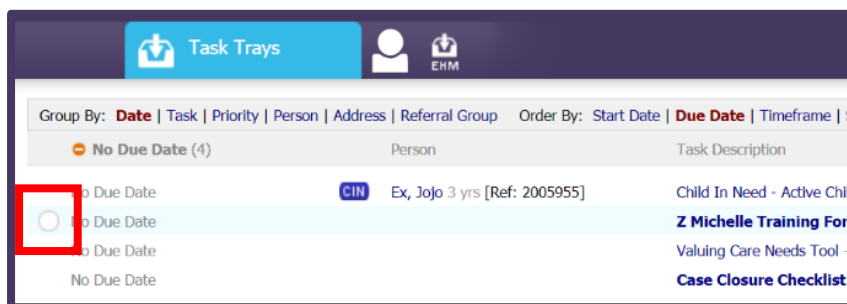 Task Trays
EHM
Group By: Date | Task | Priority | Person | Address | Referral Group Order By: Start Date | Due Date | Timeframe |
No Due Date (4) Person Task Description
No Due Date CIN Ex, Jojo 3 yrs [Ref: 2005955] Child In Need - Active Chi
No Due Date Z Michelle Training For
No Due Date Valuing Care Needs Tool -
No Due Date Case Closure Checklist